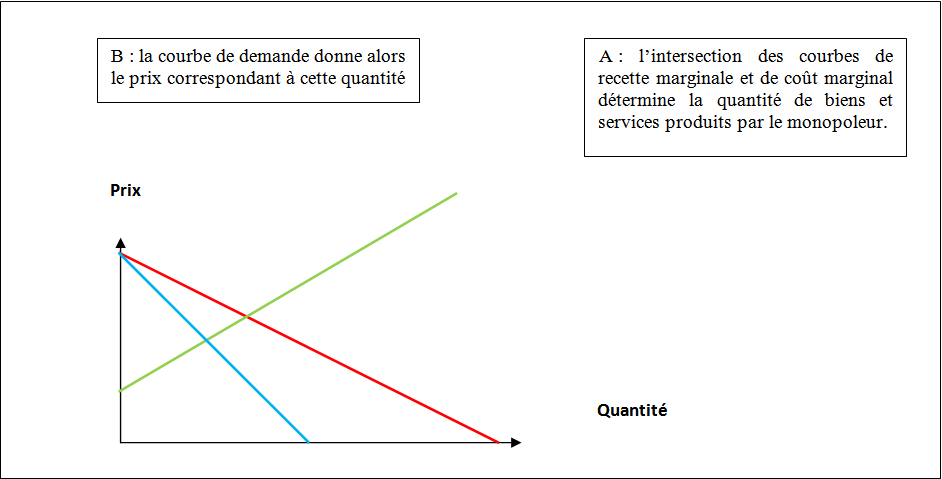 B : la courbe de demande donne alors
le prix correspondant à cette quantité
A : l’intersection des courbes de
recette marginale et de coût marginal
détermine la quantité de biens et
services produits par le monopoleur.
Prix
Quantité